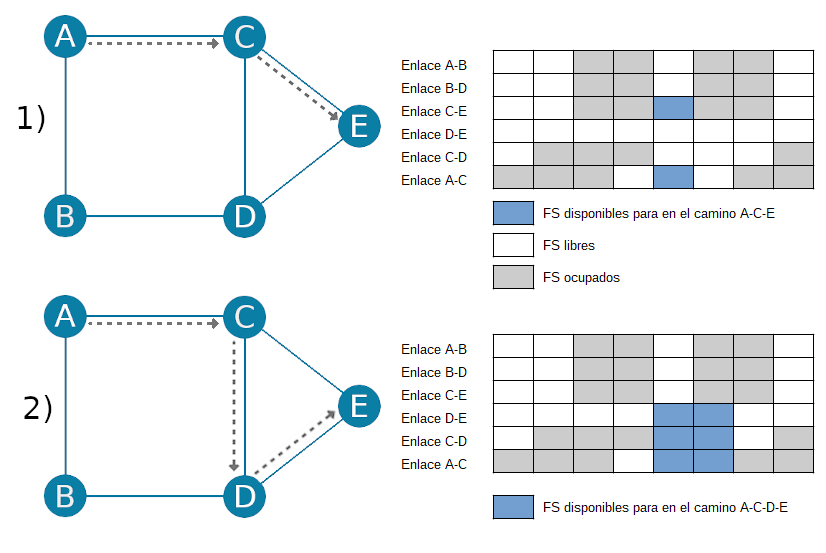 1)
A
C
E
B
D
Enlace A-B
Enlace B-D
Enlace C-E
Enlace D-E
Enlace C-D
Enlace A-C
FS disponibles para en el camino A-C-E
FS libres
FS ocupados
2)
A
C
E
B
D
Enlace A-B
Enlace B-D
Enlace C-E
Enlace D-E
Enlace C-D
Enlace A-C
FS disponibles para en el camino A-C-D-E